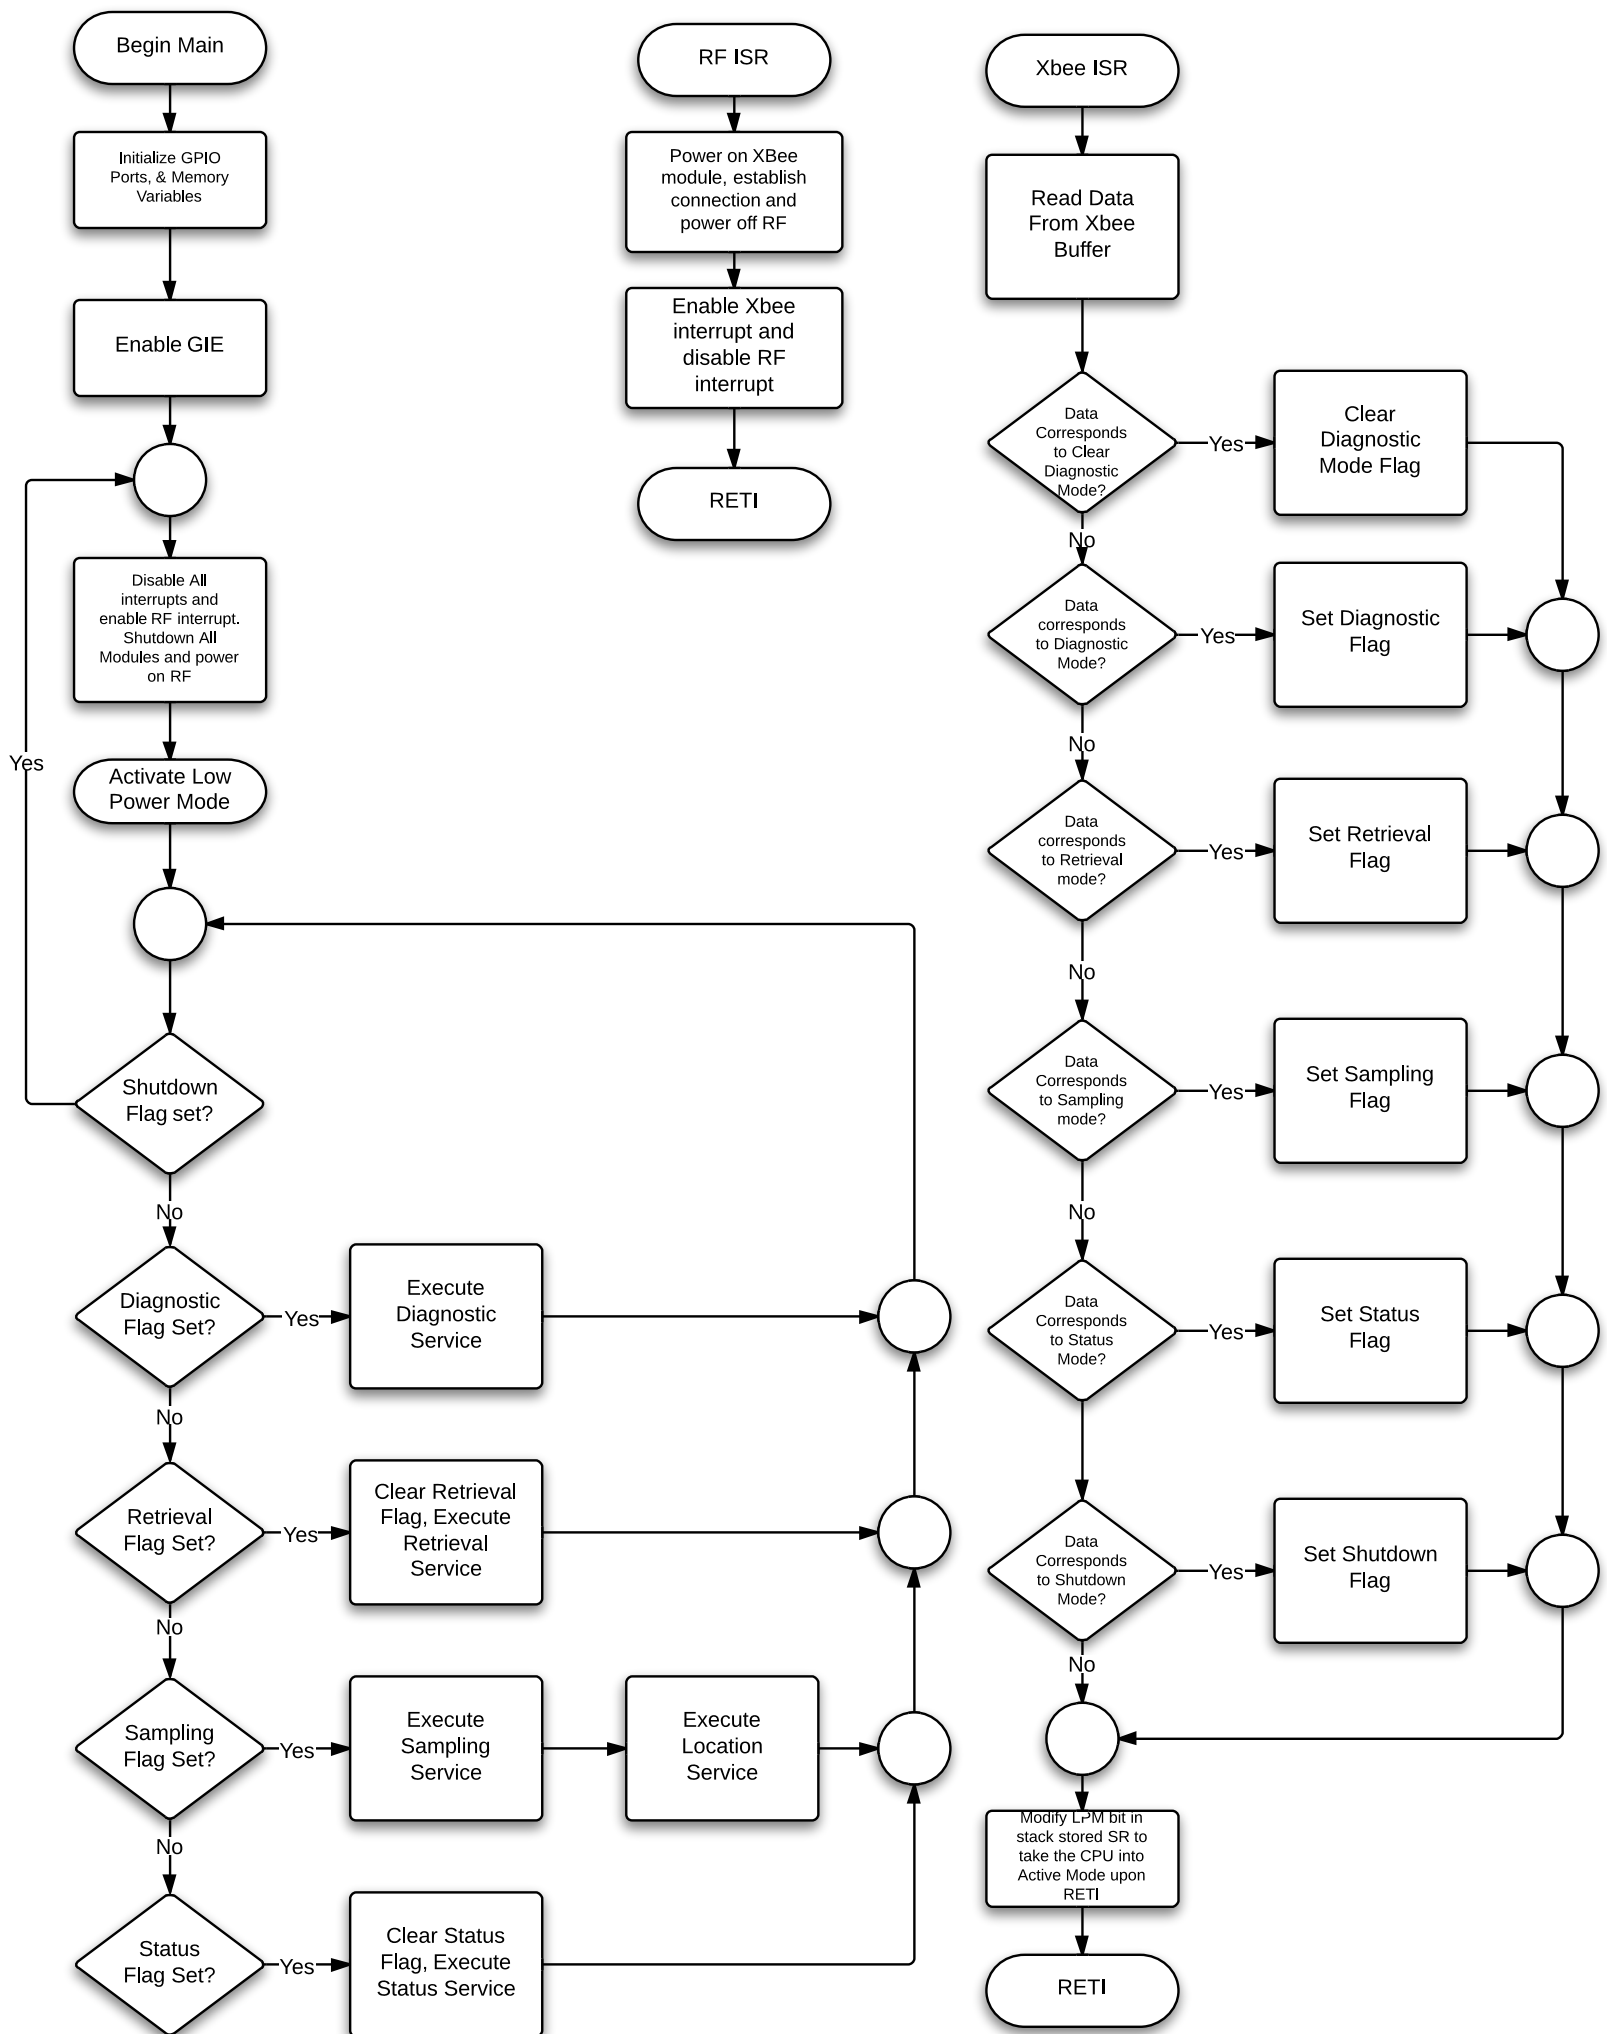 Begin Main
Initialize GPIO
Ports, & Memory
Variables
Enable GIE
Disable All
interrupts and
enable RF interrupt.
Shutdown All
Modules and power
on RF
Yes
Activate Low
Power Mode
Shutdown
Flag set?
No
Diagnostic
Flag Set?
Yes
Execute
Diagnostic
Service
No
Retrieval
Flag Set?
Yes
Clear Retrieval
Flag, Execute
Retrieval
Service
No
Sampling
Flag Set?
Yes
Execute
Sampling
Service
Execute
Location
Service
No
Status
Flag Set?
Yes
Clear Status
Flag, Execute
Status Service
RF ISR
Power on XBee
module, establish
connection and
power off RF
Enable Xbee
interrupt and
disable RF
interrupt
RETI
Xbee ISR
Read Data
From Xbee
Buffer
Data
Corresponds
to Clear
Diagnostic
Mode?
Yes
Clear
Diagnostic
Mode Flag
No
Data
corresponds
to Diagnostic
Mode?
Yes
Set Diagnostic
Flag
No
Data
corresponds
to Retrieval
mode?
Yes
Set Retrieval
Flag
No
Data
Corresponds
to Sampling
mode?
Yes
Set Sampling
Flag
No
Data
Corresponds
to Status
Mode?
Yes
Set Status
Flag
Data
Corresponds
to Shutdown
Mode?
Yes
Set Shutdown
Flag
No
Modify LPM bit in
stack stored SR to
take the CPU into
Active Mode upon
RETI
RETI